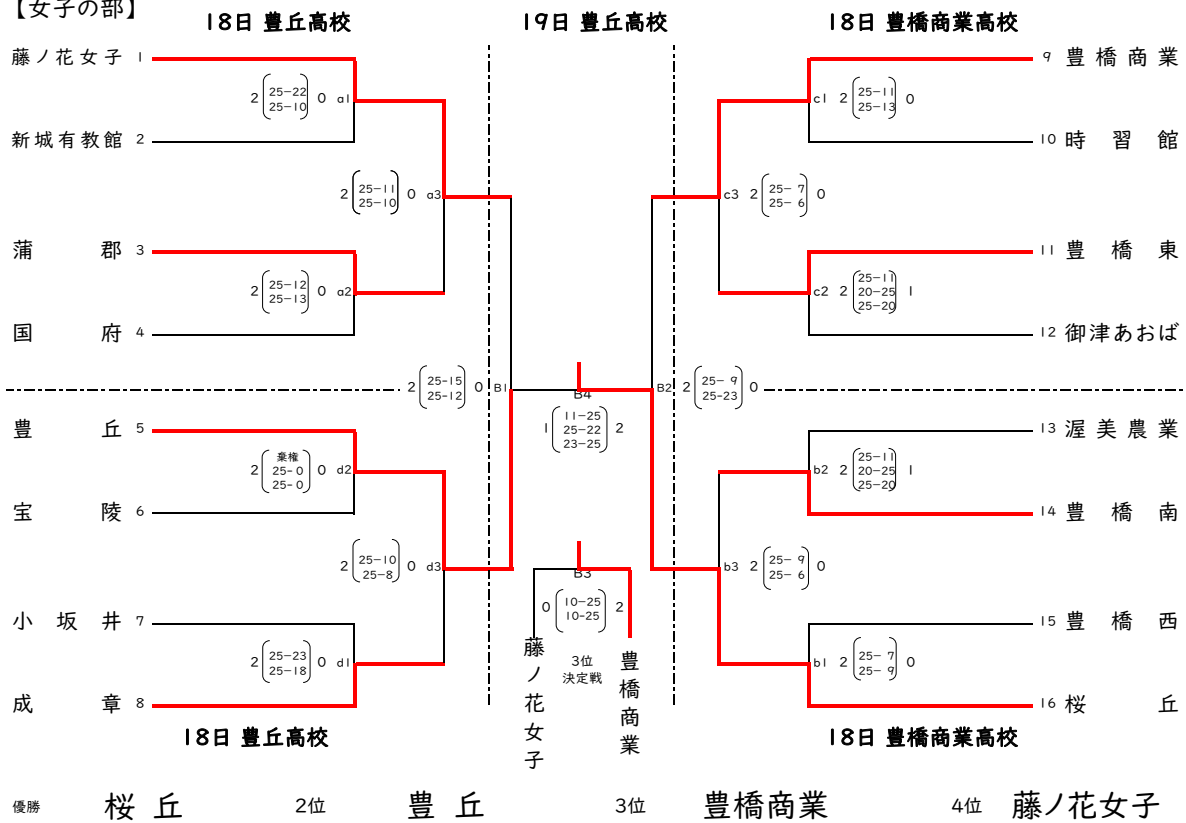 【女子の部】
18日 豊丘高校 19日 豊丘高校 18日 豊橋商業高校
藤ノ花女子 1
2 25-22 0 a1
25-10
新城有教館 2
2 25-11 0 a3
25-10
蒲郡 3
2 25-12 0 a2
25-13
国府 4
2 25-15 0 B1
25-12
豊丘 5
2 棄権 0 d2
25-0
25-0
宝陵 6
2 25-10 0 d3
25-8
小坂井 7
2 25-23 0 d1
25-18
成章 8
18日 豊丘高校
B4
1 11-25 2
25-22
23-25
B3
0 10-25 2
10-25
藤ノ花女子
3位
決定戦
豊橋商業
9 豊橋商業
c1 2 25-11 0
25-13
10 時習館
c3 2 25-7 0
25-6
11 豊橋東
c2 2 25-11 1
20-25
25-20
12 御津あおば
B2 2 25-9 0
25-23
13 渥美農業
b2 2 25-11 1
20-25
25-20
14 豊橋南
b3 2 25-9 0
25-6
15 豊橋西
b1 2 25-7 0
25-9
16 桜丘
18日 豊橋商業高校
優勝 桜丘 2位 豊丘 3位 豊橋商業 4位 藤ノ花女子